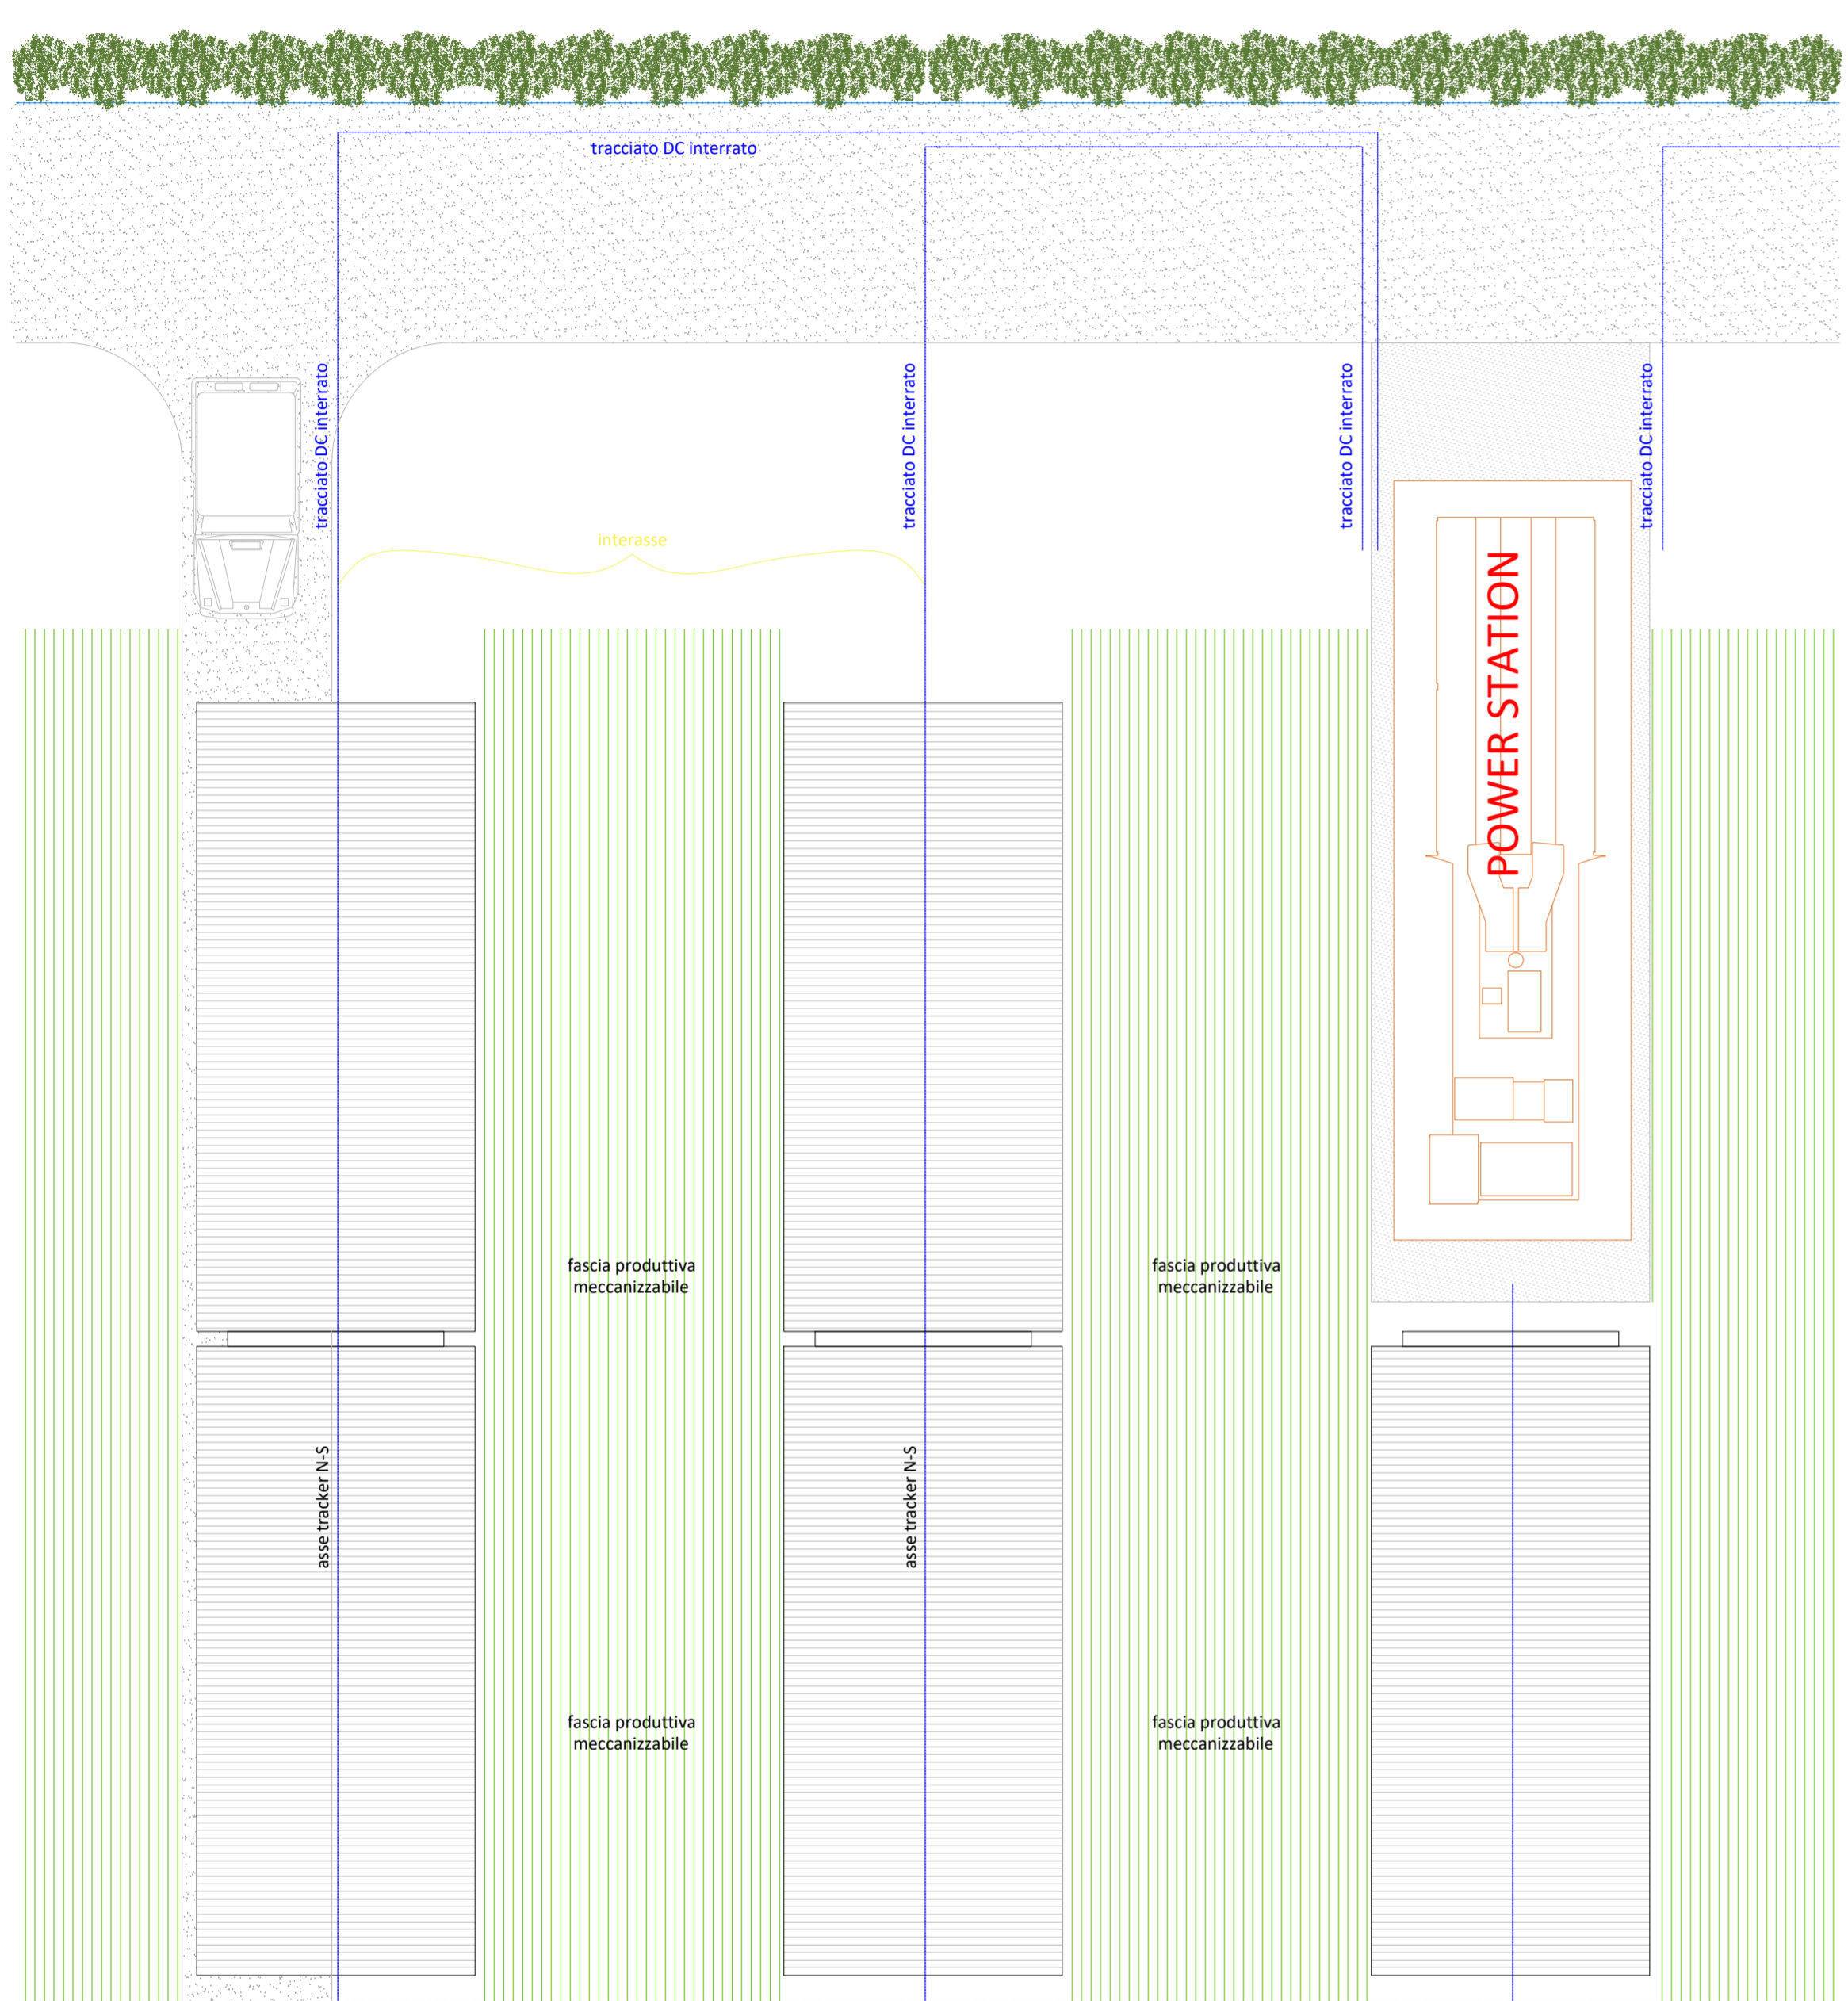 tracciato DC interrato
tracciato DC interrato
tracciato DC interrato
tracciato DC interrato
tracciato DC interrato
interasse
POWER STATION
fascia produttiva
meccanizzabile
fascia produttiva
meccanizzabile
asse tracker N-S
asse tracker N-S
fascia produttiva
meccanizzabile
fascia produttiva
meccanizzabile